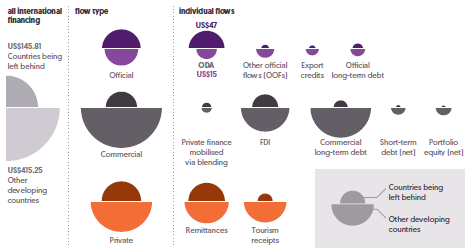 all international
financing
flow type
individual flows
US$145.81
Countries being
left behind
US$415.25
Other
developing
countries
Official
Commercial
Private
US$47
ODA
US$15
Other official
flows (OOFs)
Export
credits
Official
long-term debt
Private finance
mobilised
via blending
FDI
Commercial
long-term debt
Short-term
debt (net)
Portfolio
equity (net)
Remittances
Tourism
receipts
Countries being
left behind
Other developing
countries